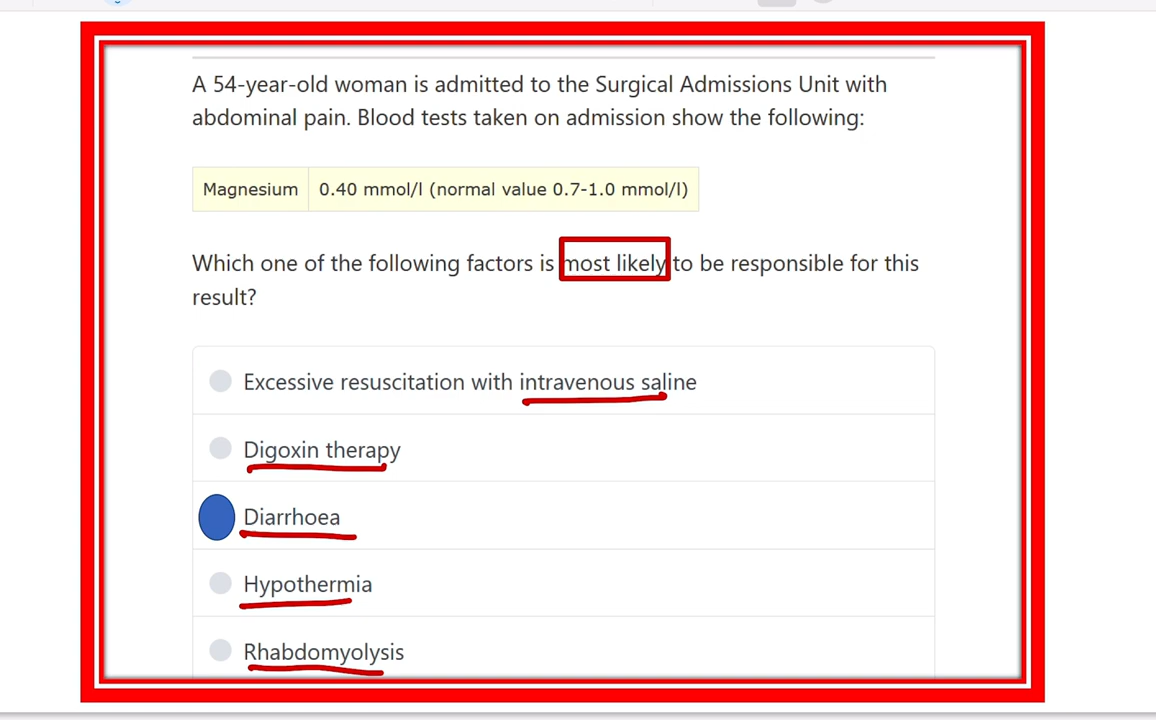 A 54-year-old woman is admitted to the Surgical Admissions Unit with
abdominal pain. Blood tests taken on admission show the following:
Magnesium 0.40 mmol/l (normal value 0.7-1.0 mmol/l)
Which one of the following factors is most likely to be responsible for this
result?
Excessive resuscitation with intravenous saline
Digoxin therapy
Diarrhoea
Hypothermia
Rhabdomyolysis